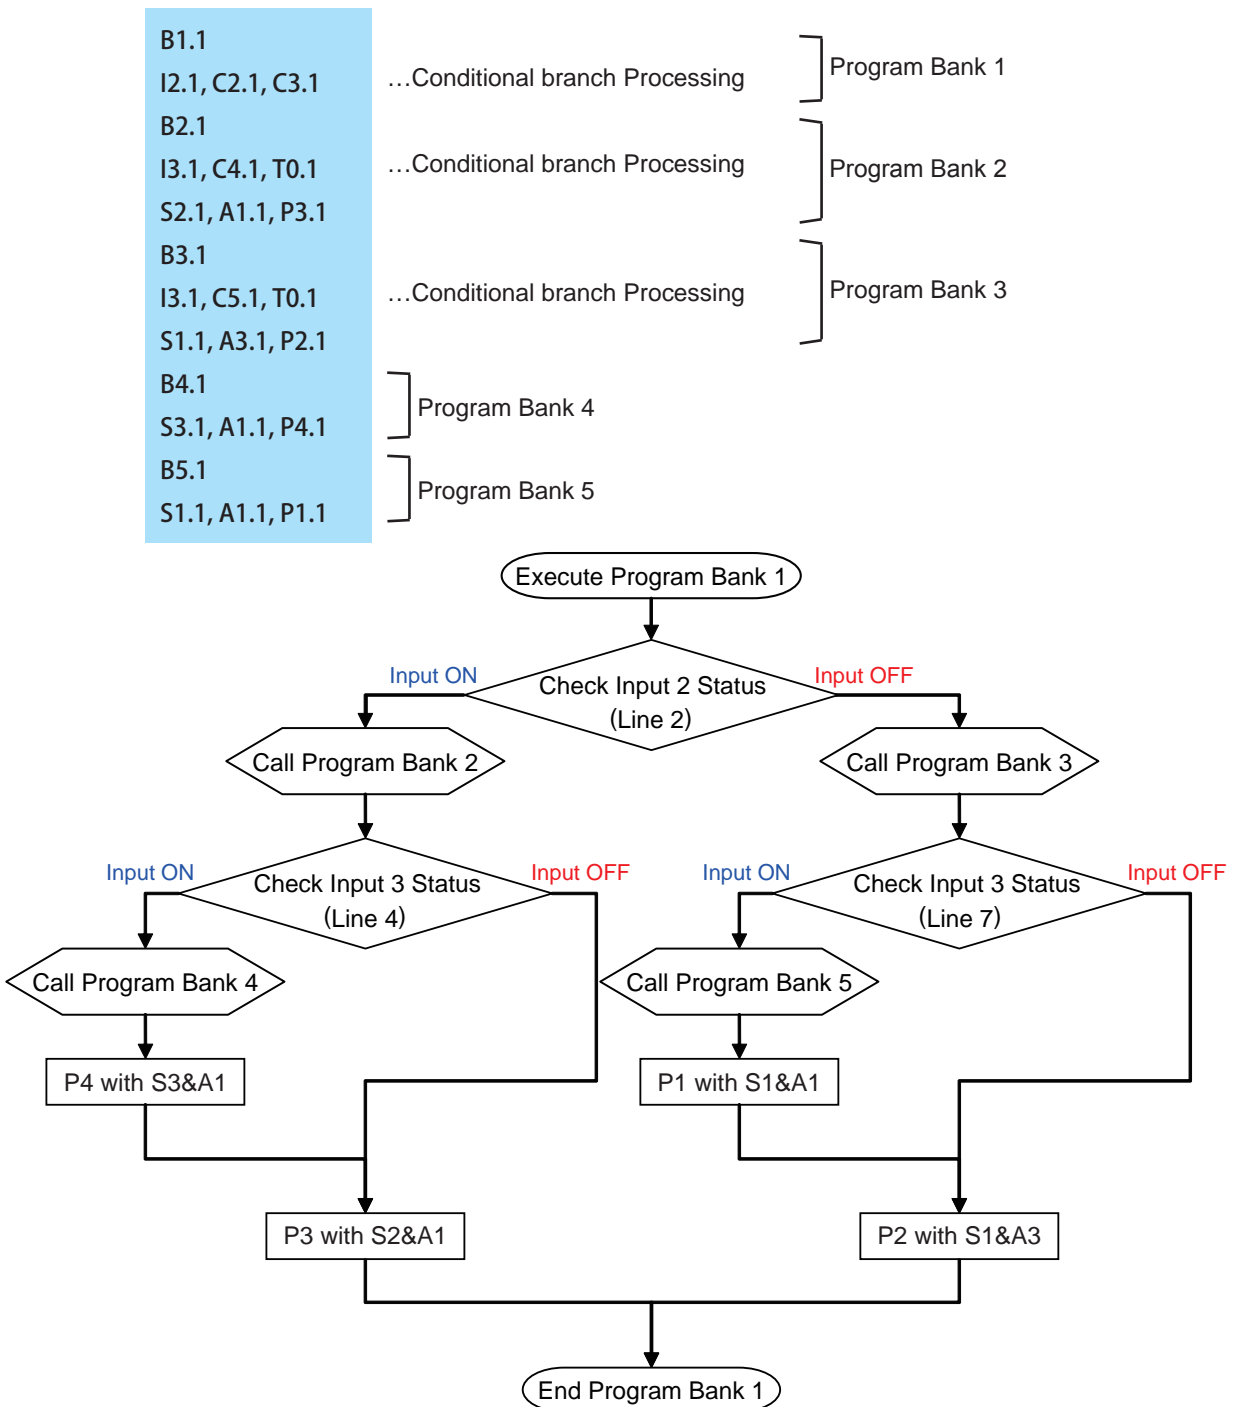 B1.1
I2.1, C2.1, C3.1 …Conditional branch Processing
Program Bank 1
B2.1
I3.1, C4.1, T0.1 …Conditional branch Processing
Program Bank 2
S2.1, A1.1, P3.1
B3.1
I3.1, C5.1, T0.1 …Conditional branch Processing
Program Bank 3
S1.1, A3.1, P2.1
B4.1
Program Bank 4
S3.1, A1.1, P4.1
B5.1
Program Bank 5
S1.1, A1.1, P1.1
Execute Program Bank 1
Input ON
Check Input 2 Status
(Line 2)
Input OFF
Call Program Bank 2
Call Program Bank 3
Input ON
Check Input 3 Status
(Line 4)
Input OFF
Input ON
Check Input 3 Status
(Line 7)
Input OFF
Call Program Bank 4
Call Program Bank 5
P4 with S3&A1
P1 with S1&A1
P3 with S2&A1
P2 with S1&A3
End Program Bank 1